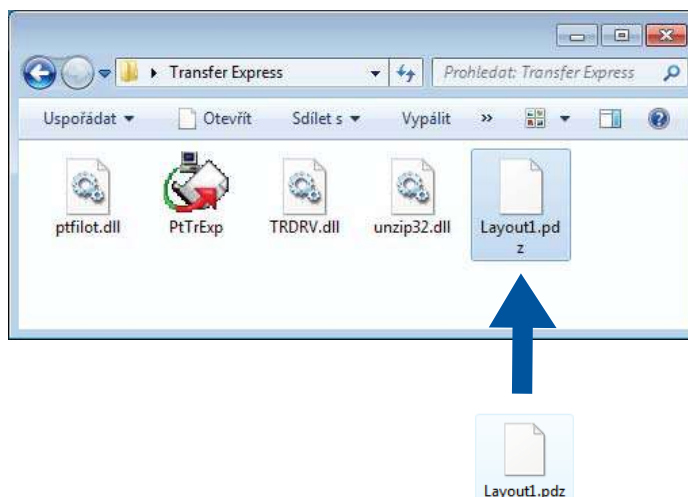 Transfer Express
Prohledat: Transfer Express
Uspořádat
Otevřít
Sdílet s
Vypálit
»
ptfilot.dll
PtTrExp
TRDRV.dll
unzip32.dll
Layout1.pd
z
Layout1.pdz